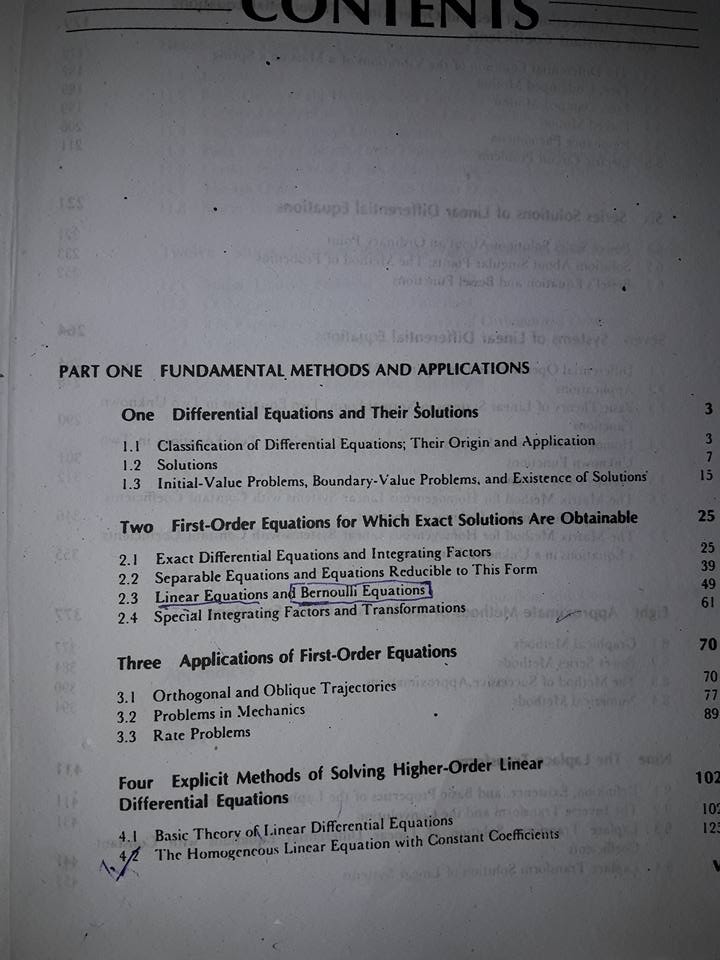 CONTENTS
PART ONE FUNDAMENTAL METHODS AND APPLICATIONS
One Differential Equations and Their Solutions 3
1.1 Classification of Differential Equations; Their Origin and Application 3
1.2 Solutions 7
1.3 Initial-Value Problems, Boundary-Value Problems, and Existence of Solutions 15
Two First-Order Equations for Which Exact Solutions Are Obtainable 25
2.1 Exact Differential Equations and Integrating Factors 25
2.2 Separable Equations and Equations Reducible to This Form 39
2.3 Linear Equations and Bernoulli Equations 49
2.4 Special Integrating Factors and Transformations 61
Three Applications of First-Order Equations 70
3.1 Orthogonal and Oblique Trajectories 70
3.2 Problems in Mechanics 77
3.3 Rate Problems 89
Four Explicit Methods of Solving Higher-Order Linear
Differential Equations 102
4.1 Basic Theory of Linear Differential Equations 102
4.2 The Homogeneous Linear Equation with Constant Coefficients 125